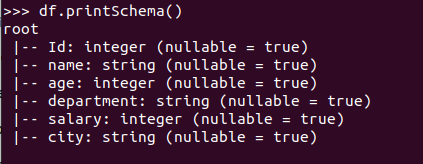 >>> df.printSchema()
root
 |-- Id: integer (nullable = true)
 |-- name: string (nullable = true)
 |-- age: integer (nullable = true)
 |-- department: string (nullable = true)
 |-- salary: integer (nullable = true)
 |-- city: string (nullable = true)